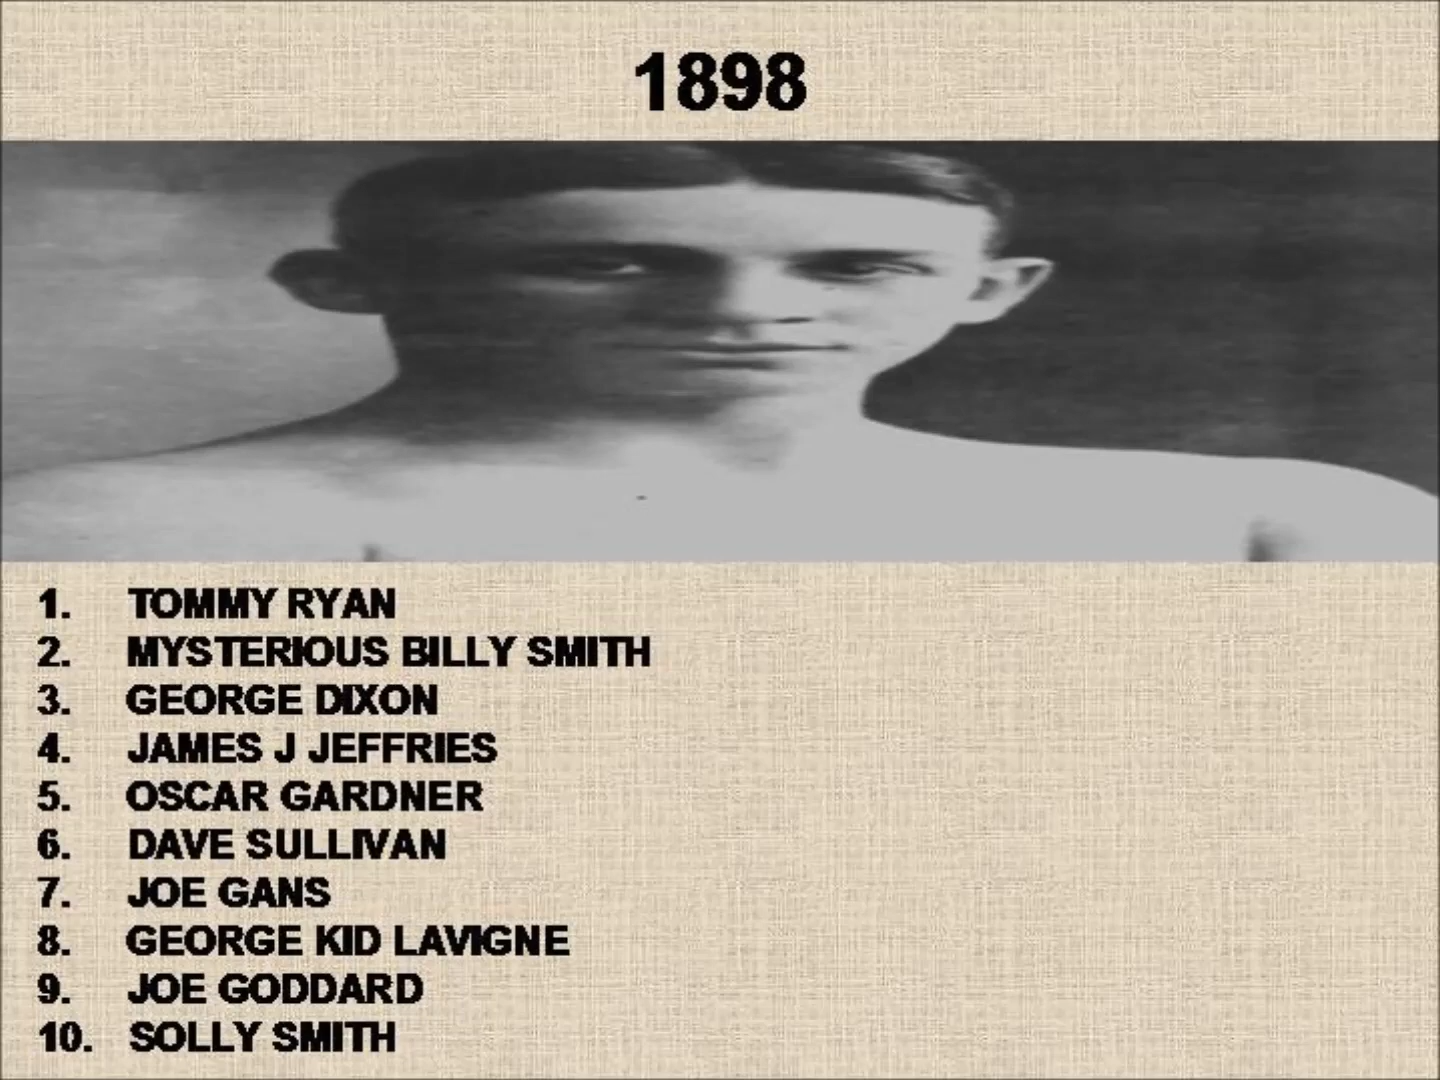 1898
1. TOMMY RYAN
2. MYSTERIOUS BILLY SMITH
3. GEORGE DIXON
4. JAMES J JEFFRIES
5. OSCAR GARDNER
6. DAVE SULLIVAN
7. JOE GANS
8. GEORGE KID LAVIGNE
9. JOE GODDARD
10. SOLLY SMITH